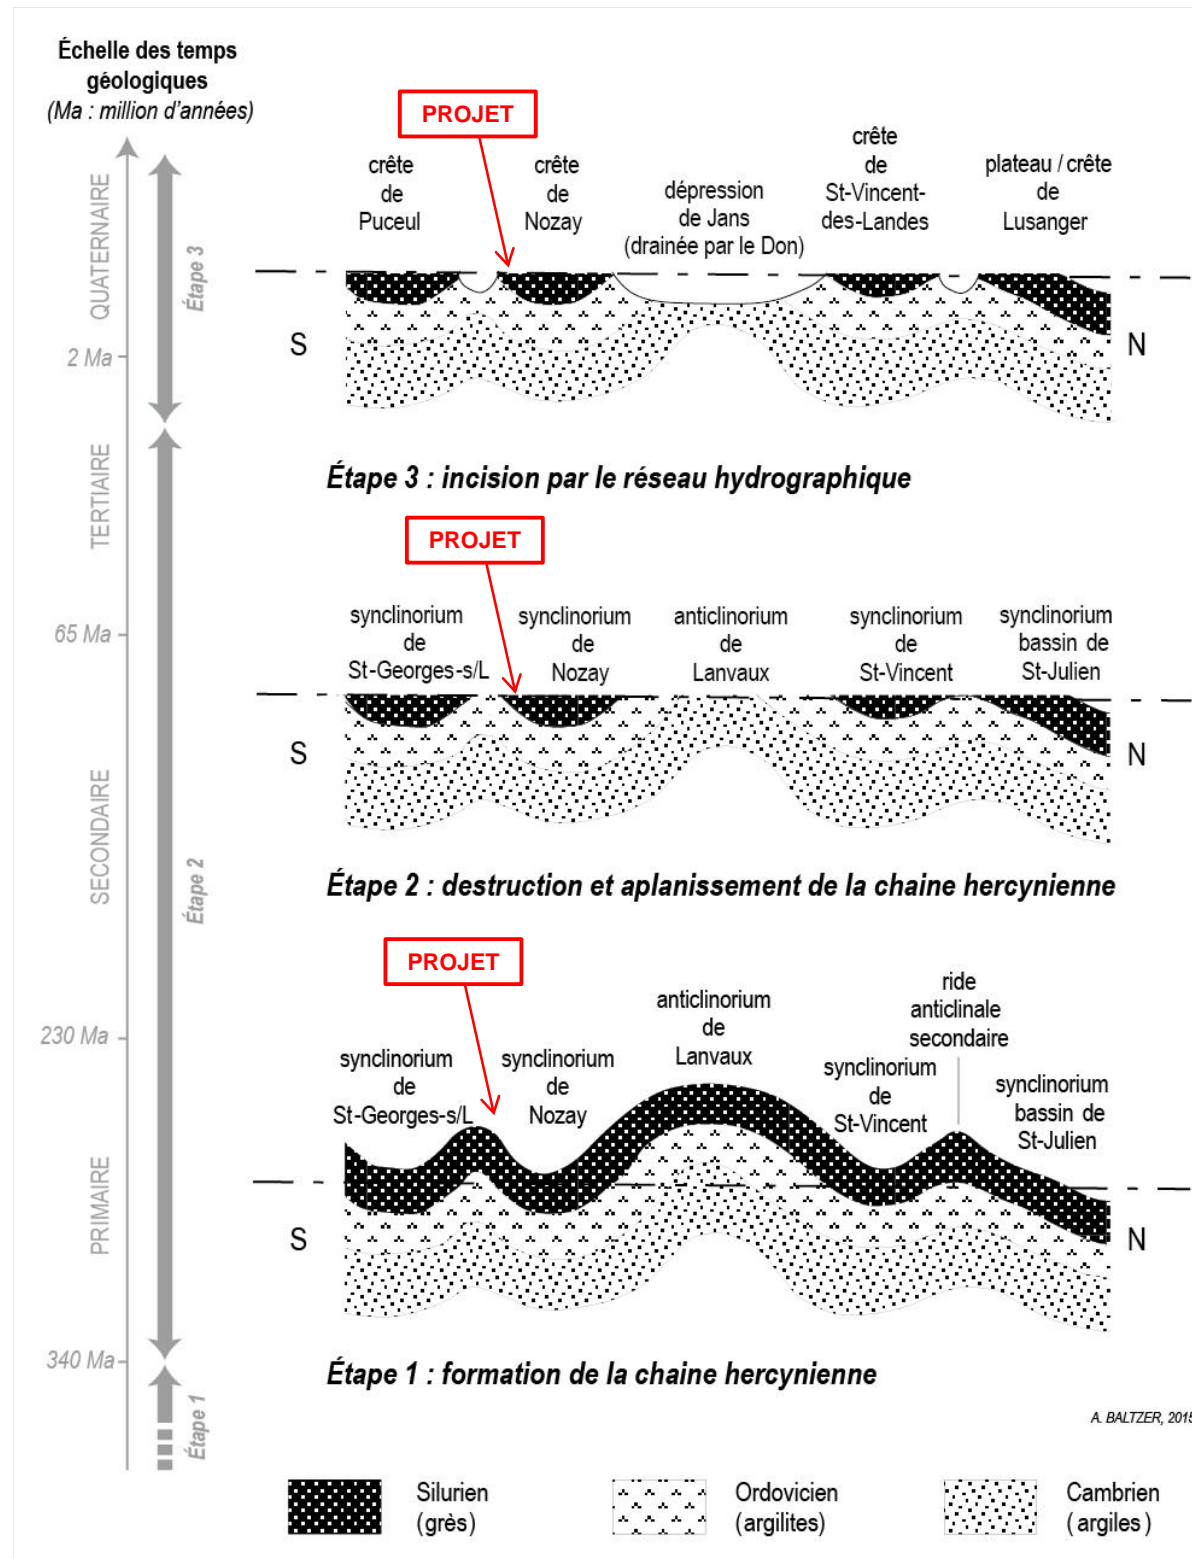 Échelle des temps
géologiques
(Ma : million d'années)
QUATERNAIRE
2 Ma
TERTIAIRE
65 Ma
SECONDAIRE
230 Ma
PRIMAIRE
340 Ma
Étape 3
Étape 2
Étape 1
PROJET
crête
de
Puceul
crête
de
Nozay
dépression
de Jans
(drainée par le Don)
crête
de
St-Vincent-
des-Landes
plateau / crête
de
Lusanger
S
N
Étape 3 : incision par le réseau hydrographique
PROJET
synclinorium
de
St-Georges-s/L
synclinorium
de
Nozay
anticlinorium
de
Lanvaux
synclinorium
de
St-Vincent
synclinorium
bassin de
St-Julien
S
N
Étape 2 : destruction et aplanissement de la chaine hercynienne
PROJET
synclinorium
de
St-Georges-s/L
synclinorium
de
Nozay
anticlinorium
de
Lanvaux
synclinorium
de
St-Vincent
ride
anticlinale
secondaire
synclinorium
bassin de
St-Julien
S
N
Étape 1 : formation de la chaine hercynienne
A. BALTZER, 2015
Silurien
(grès)
Ordovicien
(argilites)
Cambrien
(argiles)